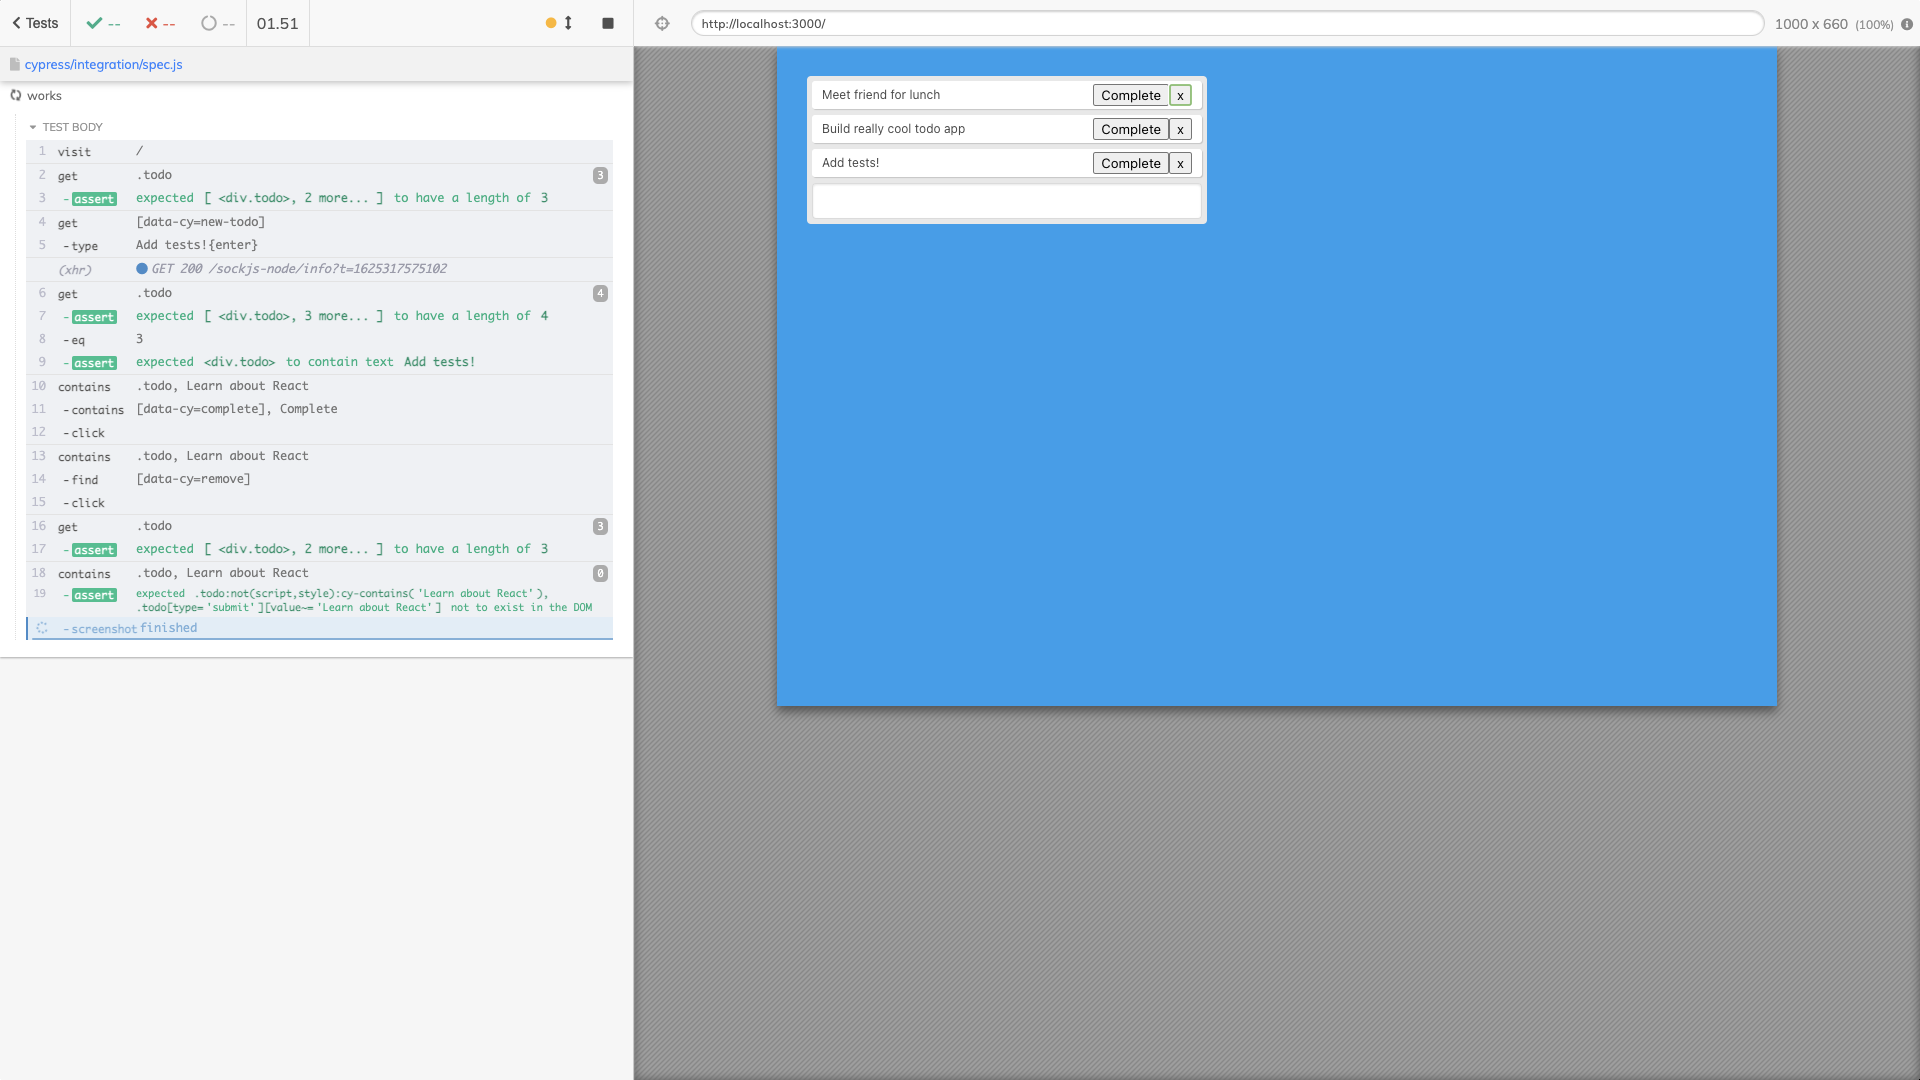 Tests -- -- -- 01.51
http://localhost:3000/ 1000 x 660 (100%)
cypress/integration/spec.js
works
TEST BODY
1 visit /
2 get .todo 3
3 -assert expected [ <div.todo>, 2 more... ] to have a length of 3
4 get [data-cy=new-todo]
5 -type Add tests!{enter}
(xhr) GET 200 /sockjs-node/info?t=1625317575102
6 get .todo 4
7 -assert expected [ <div.todo>, 3 more... ] to have a length of 4
8 -eq 3
9 -assert expected <div.todo> to contain text Add tests!
10 contains .todo, Learn about React
11 -contains [data-cy=complete], Complete
12 -click
13 contains .todo, Learn about React
14 -find [data-cy=remove]
15 -click
16 get .todo 3
17 -assert expected [ <div.todo>, 2 more... ] to have a length of 3
18 contains .todo, Learn about React 0
19 -assert expected .todo:not(script,style):cy-contains('Learn about React'),
.todo[type='submit'][value~='Learn about React'] not to exist in the DOM
-screenshot finished
Meet friend for lunch Complete x
Build really cool todo app Complete x
Add tests! Complete x